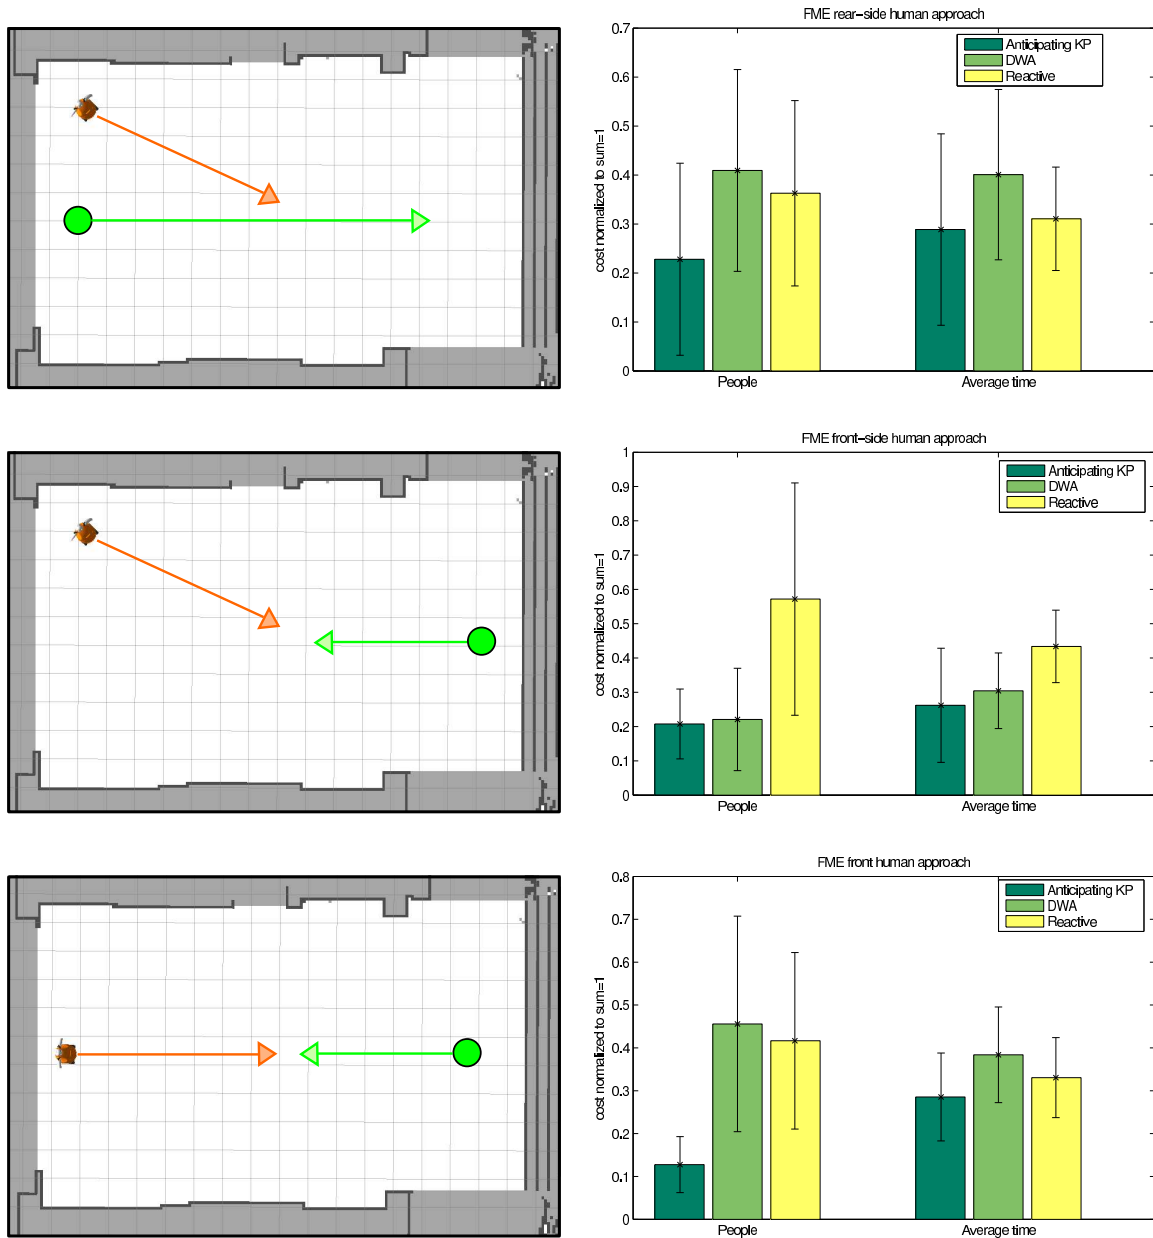 FME rear-side human approach
0.7
0.6
0.5
0.4
0.3
0.2
0.1
0
cost normalized to sum=1
Anticipating KP
DWA
Reactive
People
Average time
FME front-side human approach
1
0.9
0.8
0.7
0.6
0.5
0.4
0.3
0.2
0.1
0
cost normalized to sum=1
Anticipating KP
DWA
Reactive
People
Average time
FME front human approach
0.8
0.7
0.6
0.5
0.4
0.3
0.2
0.1
0
cost normalized to sum=1
Anticipating KP
DWA
Reactive
People
Average time